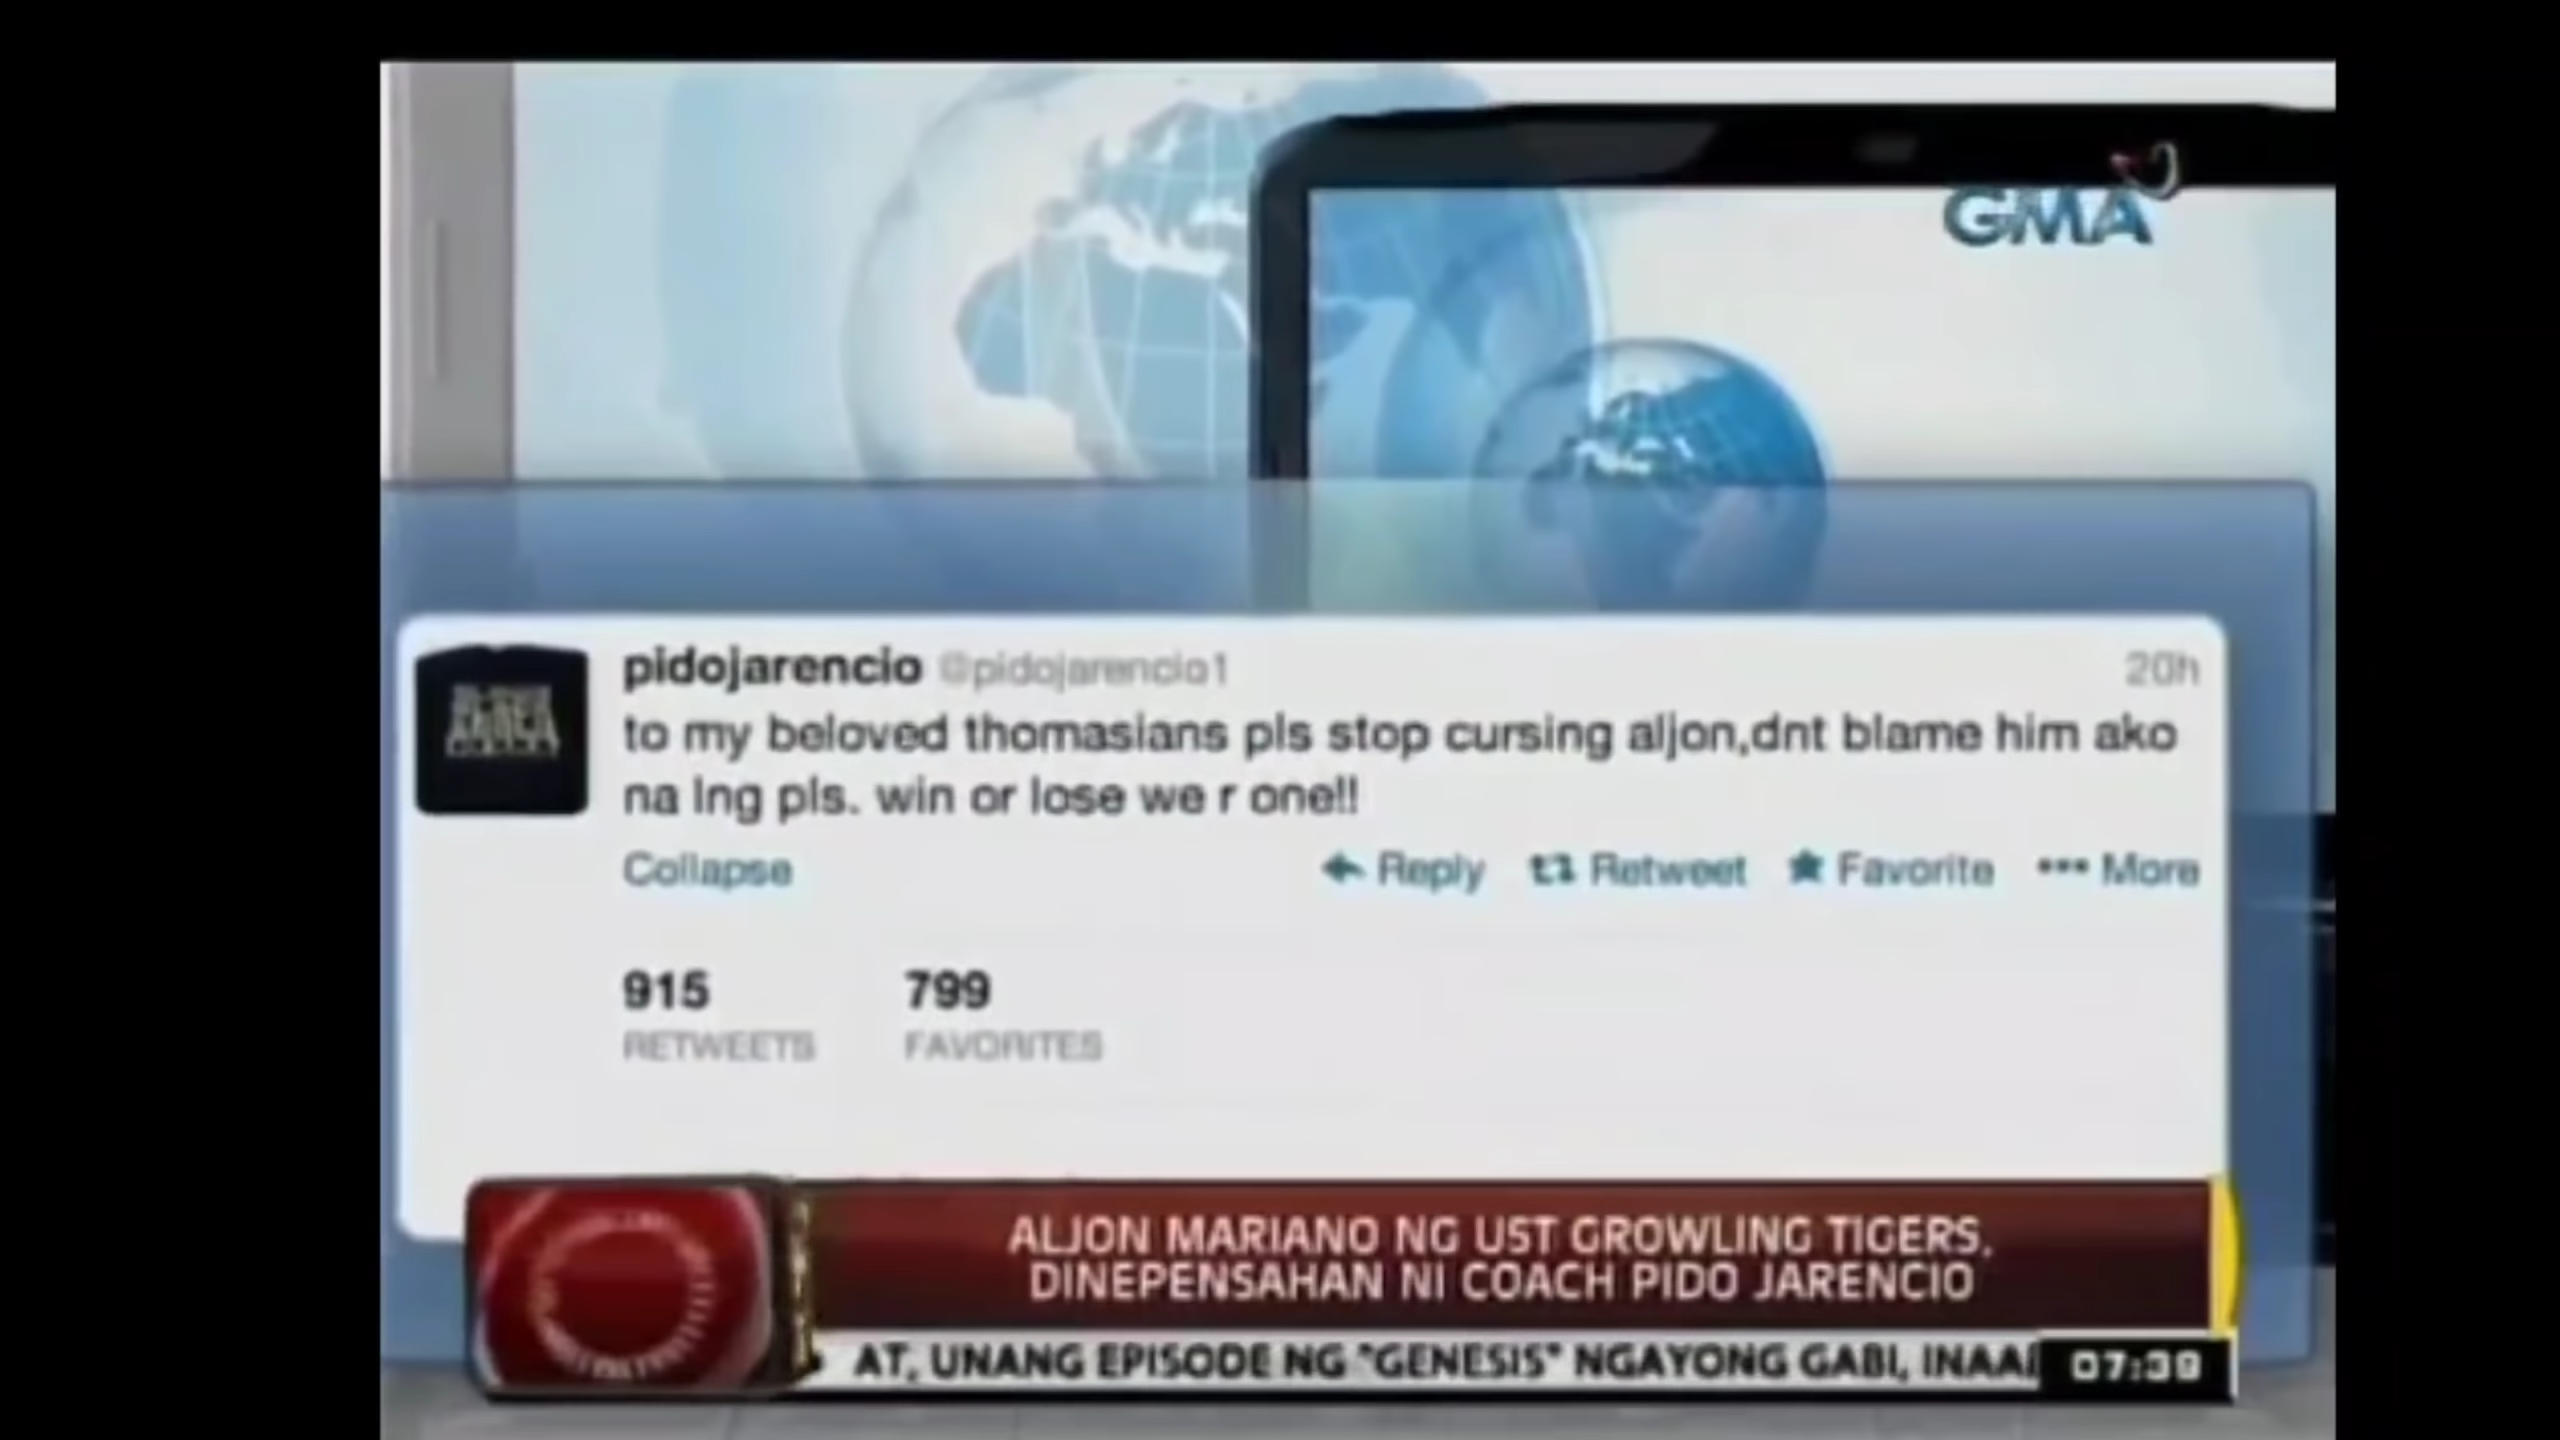 GMA
pidojarencio @pidojarencio1 20h
to my beloved thomasians pls stop cursing aljon,dnt blame him ako
na lng pls. win or lose we r one!!
Collapse Reply Retweet Favorite More
915 799
RETWEETS FAVORITES
ALJON MARIANO NG UST GROWLING TIGERS,
DINEPENSAHAN NI COACH PIDO JARENCIO
AT, UNANG EPISODE NG "GENESIS" NGAYONG GABI, INAA